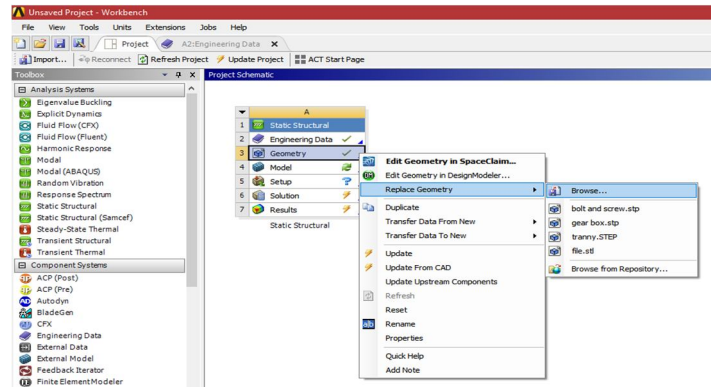 Unsaved Project - Workbench
File View Tools Units Extensions Jobs Help
Project A2:Engineering Data
Import... Reconnect Refresh Project Update Project ACT Start Page
Toolbox
Project Schematic
Analysis Systems
Eigenvalue Buckling
Explicit Dynamics
Fluid Flow (CFX)
Fluid Flow (Fluent)
Harmonic Response
Modal
Modal (ABAQUS)
Random Vibration
Response Spectrum
Static Structural
Static Structural (Samcef)
Steady-State Thermal
Transient Structural
Transient Thermal
Component Systems
ACP (Post)
ACP (Pre)
Autodyn
BladeGen
CFX
Engineering Data
External Data
External Model
Feedback Iterator
Finite Element Modeler
A
1 Static Structural
2 Engineering Data
3 Geometry
4 Model
5 Setup
6 Solution
7 Results
Static Structural
Edit Geometry in SpaceClaim...
Edit Geometry in DesignModeler...
Replace Geometry
Duplicate
Transfer Data From New
Transfer Data To New
Update
Update From CAD
Update Upstream Components
Refresh
Reset
Rename
Properties
Quick Help
Add Note
Browse...
bolt and screw.stp
gear box.stp
tranny.STEP
file.stl
Browse from Repository...